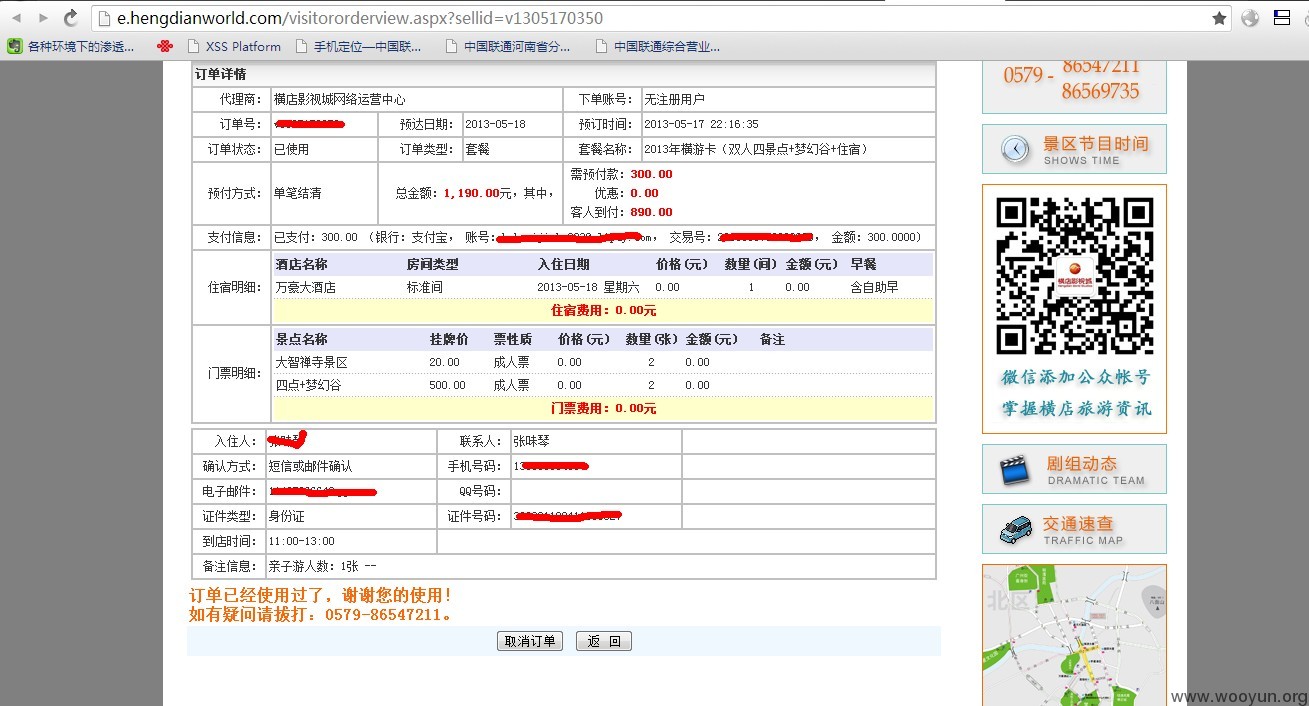 e.hengdianworld.com/visitororderview.aspx?sellid=v1305170350
各种环境下的渗透... XSS Platform 手机定位—中国联... 中国联通河南省分... 中国联通综合营业...
订单详情
代理商： 横店影视城网络运营中心 下单账号： 无注册用户
订单号： 预达日期： 2013-05-18 预订时间： 2013-05-17 22:16:35
订单状态： 已使用 订单类型： 套餐 套餐名称： 2013年横游卡（双人四景点+梦幻谷+住宿）
预付方式： 单笔结清 总金额：1,190.00元，其中，
需预付款：300.00
优惠：0.00
客人到付：890.00
支付信息： 已支付：300.00 （银行：支付宝， 账号： ， 交易号： ， 金额：300.0000）
住宿明细：
酒店名称 房间类型 入住日期 价格(元) 数量(间) 金额(元) 早餐
万豪大酒店 标准间 2013-05-18 星期六 0.00 1 0.00 含自助早
住宿费用：0.00元
门票明细：
景点名称 挂牌价 票性质 价格(元) 数量(张) 金额(元) 备注
大智禅寺景区 20.00 成人票 0.00 2 0.00
四点+梦幻谷 500.00 成人票 0.00 2 0.00
门票费用：0.00元
入住人： 联系人： 张味琴
确认方式： 短信或邮件确认 手机号码：
电子邮件： QQ号码：
证件类型： 身份证 证件号码：
到店时间： 11:00-13:00
备注信息： 亲子游人数：1张 --
订单已经使用过了，谢谢您的使用！
如有疑问请拨打：0579-86547211。
取消订单 返 回
0579 - 86547211
86569735
景区节目时间
SHOWS TIME
横店影视城
微信添加公众帐号
掌握横店旅游资讯
剧组动态
DRAMATIC TEAM
交通速查
TRAFFIC MAP
北区
www.wooyun.org